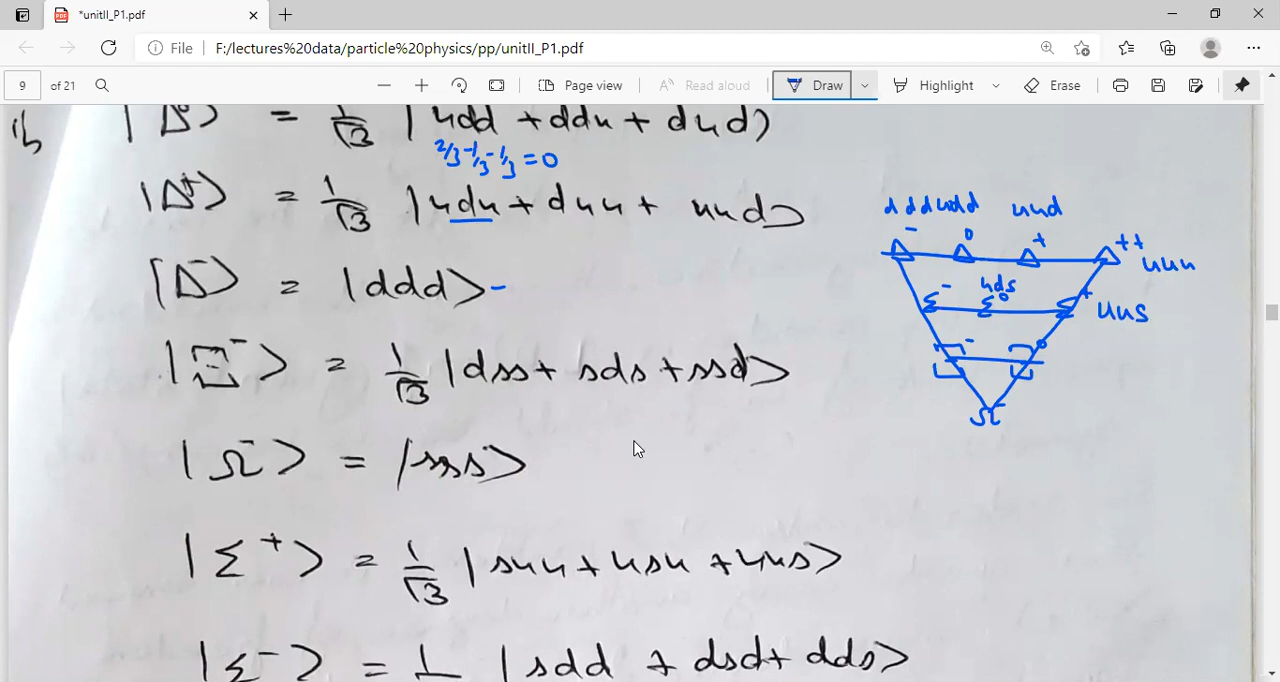 *unitII_P1.pdf
File | F:/lectures%20data/particle%20physics/pp/unitII_P1.pdf
9 of 21 Page view Read aloud Draw Highlight Erase
|Δ⁰⟩ = 1/√3 |udd + ddu + dud⟩
2/3 -1/3 -1/3 = 0
|Δ⁺⟩ = 1/√3 |udu + duu + uud⟩
|Δ⁻⟩ = |ddd⟩ -
|Ξ⁻⟩ = 1/√3 |dss + sds + ssd⟩
|Ω⁻⟩ = |sss⟩
|Σ⁺⟩ = 1/√3 |suu + usu + uus⟩
|Σ⁻⟩ = 1 |sdd + dsd + dds⟩
ddd udd uud
Δ⁻ Δ⁰ Δ⁺ Δ⁺⁺ uuu
uds
Σ⁻ Σ⁰ Σ⁺ uus
Ξ⁻ Ξ⁰
Ω